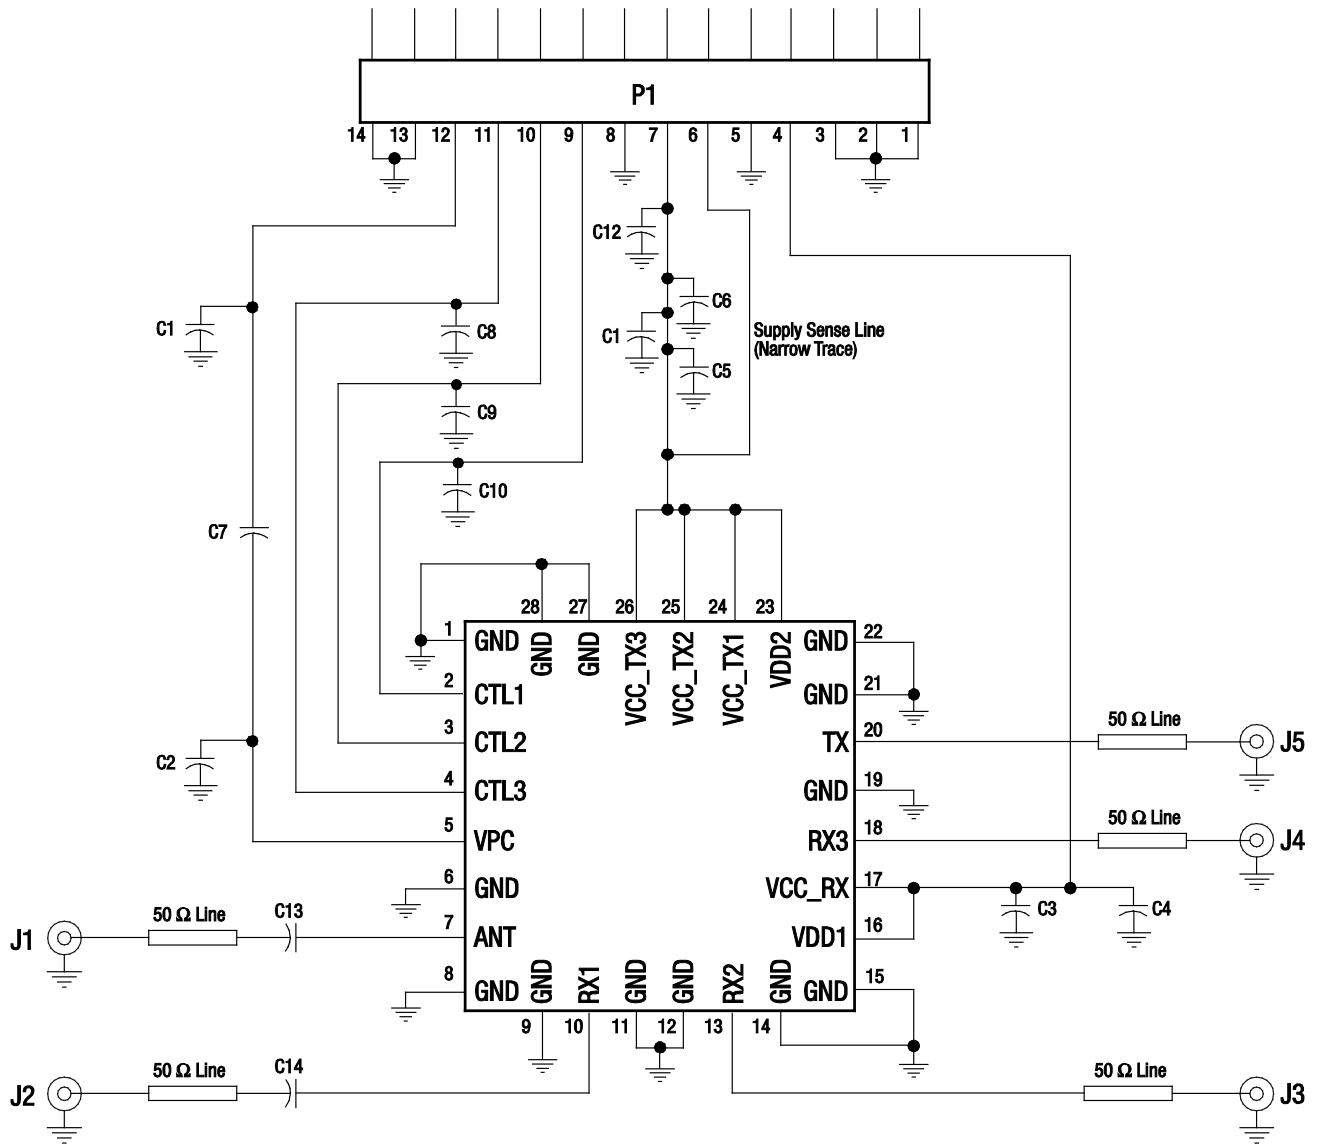 P1
14 13 12 11 10 9 8 7 6 5 4 3 2 1
C12
C6
C1
C8
C1
Supply Sense Line
(Narrow Trace)
C5
C9
C10
C7
28 27 26 25 24 23
1 GND GND GND VCC_TX3 VCC_TX2 VCC_TX1 VDD2 GND 22
2 CTL1 GND 21
3 CTL2 TX 20 50 Ω Line J5
C2
4 CTL3 GND 19
5 VPC RX3 18 50 Ω Line J4
6 GND VCC_RX 17
C3 C4
J1 50 Ω Line C13 7 ANT VDD1 16
8 GND GND RX1 GND GND RX2 GND GND 15
9 10 11 12 13 14
J2 50 Ω Line C14 50 Ω Line J3